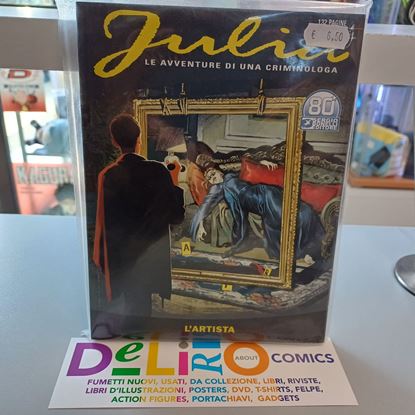 Julia
132 PAGINE
€ 6,50
LE AVVENTURE DI UNA CRIMINOLOGA
80
SERGIO
BONELLI
EDITORE
A
L'ARTISTA
DeLiRiO
ABOUT
COMICS
FUMETTI NUOVI, USATI, DA COLLEZIONE, LIBRI, RIVISTE,
LIBRI D'ILLUSTRAZIONI, POSTERS, DVD, T-SHIRTS, FELPE,
ACTION FIGURES, PORTACHIAVI, GADGETS